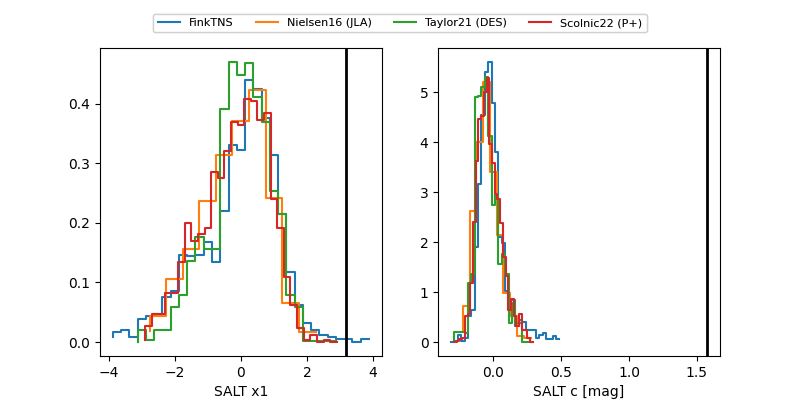 FinkTNS Nielsen16 (JLA) Taylor21 (DES) Scolnic22 (P+)
0.4
0.3
0.2
0.1
0.0
−4 −2 0 2 4
SALT x1
5
4
3
2
1
0
0.0 0.5 1.0 1.5
SALT c [mag]